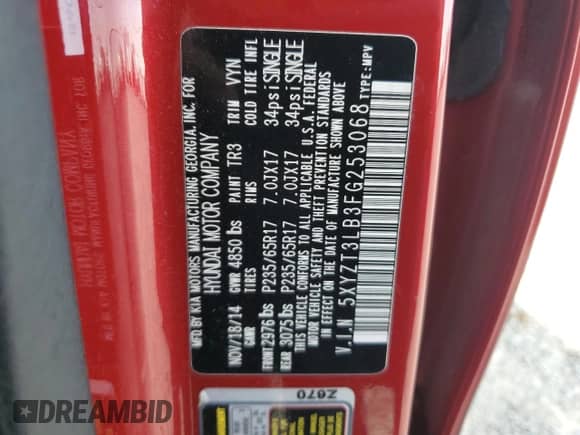 MFD BY KIA MOTORS MANUFACTURING GEORGIA, INC. FOR
HYUNDAI MOTOR COMPANY
NOV/18/14 GVWR 4850 lbs PAINT TR3 TRIM VYN
GAWR TIRES RIMS COLD TIRE INFL
FRONT 2976 lbs P235/65R17 7.0JX17 34psi SINGLE
REAR 3075 lbs P235/65R17 7.0JX17 34psi SINGLE
THIS VEHICLE CONFORMS TO ALL APPLICABLE U.S.A. FEDERAL
MOTOR VEHICLE SAFETY AND THEFT PREVENTION STANDARDS
IN EFFECT ON THE DATE OF MANUFACTURE SHOWN ABOVE
V.I.N 5XYZT3LB3FG253068 TYPE:MPV
Z670
DREAMBID